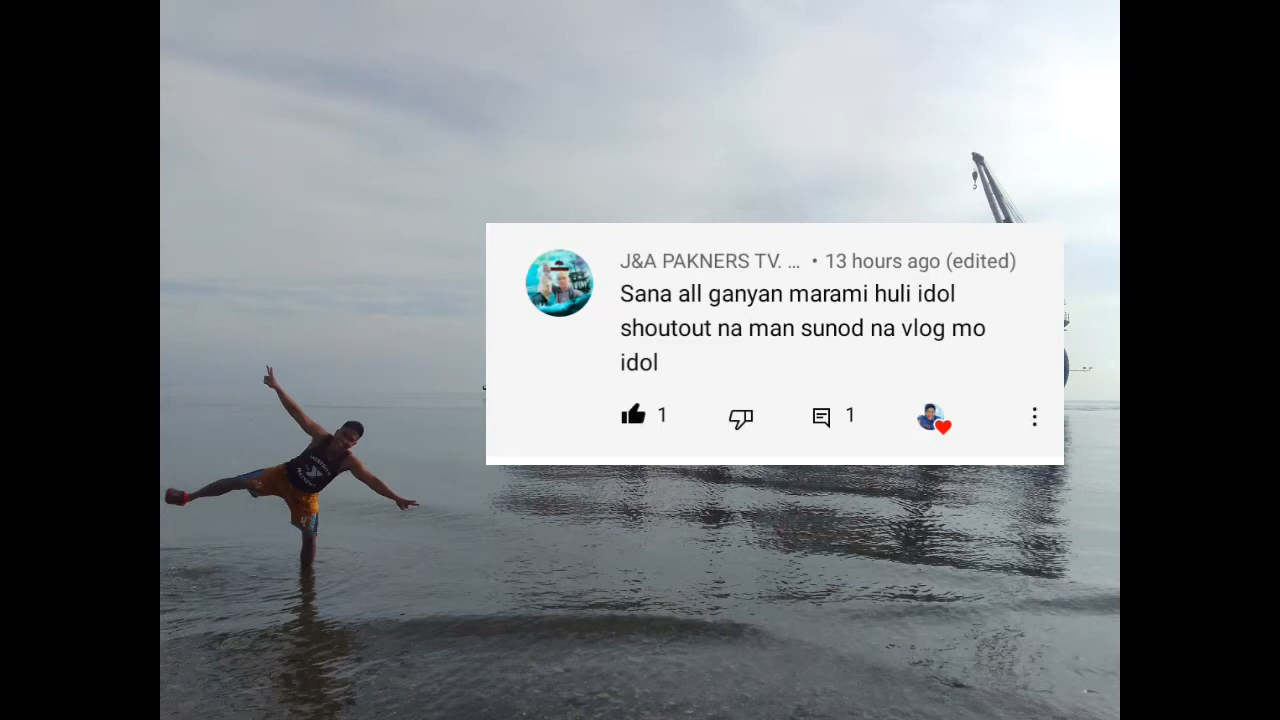 J&A PAKNERS TV. ... • 13 hours ago (edited)
Sana all ganyan marami huli idol
shoutout na man sunod na vlog mo
idol
1
1